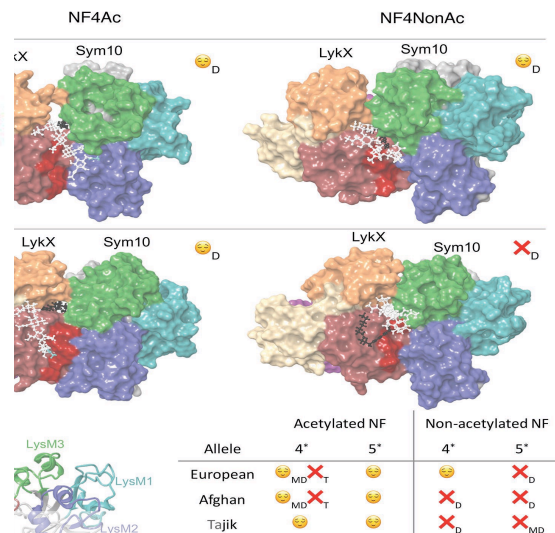 NF4Ac NF4NonAc
kX Sym10 LykX Sym10
D D
LykX Sym10 LykX Sym10
D D
LysM3
LysM1
LysM2
Acetylated NF Non-acetylated NF
Allele 4* 5* 4* 5*
European MD T D
Afghan MD T D D
Tajik D MD